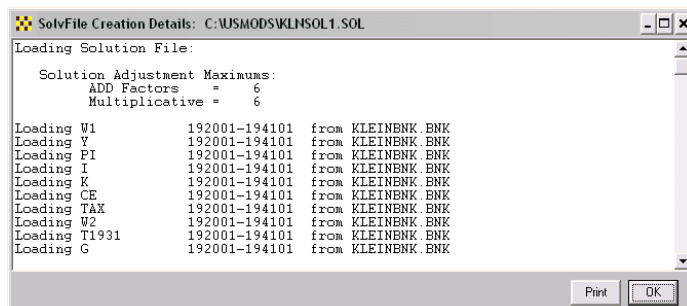 SolvFile Creation Details: C:\USMODS\KLNSOL1.SOL
Loading Solution File:
Solution Adjustment Maximums:
ADD Factors = 6
Multiplicative = 6
Loading W1 192001-194101 from KLEINBNK.BNK
Loading Y 192001-194101 from KLEINBNK.BNK
Loading PI 192001-194101 from KLEINBNK.BNK
Loading I 192001-194101 from KLEINBNK.BNK
Loading K 192001-194101 from KLEINBNK.BNK
Loading CE 192001-194101 from KLEINBNK.BNK
Loading TAX 192001-194101 from KLEINBNK.BNK
Loading W2 192001-194101 from KLEINBNK.BNK
Loading T1931 192001-194101 from KLEINBNK.BNK
Loading G 192001-194101 from KLEINBNK.BNK
Print OK